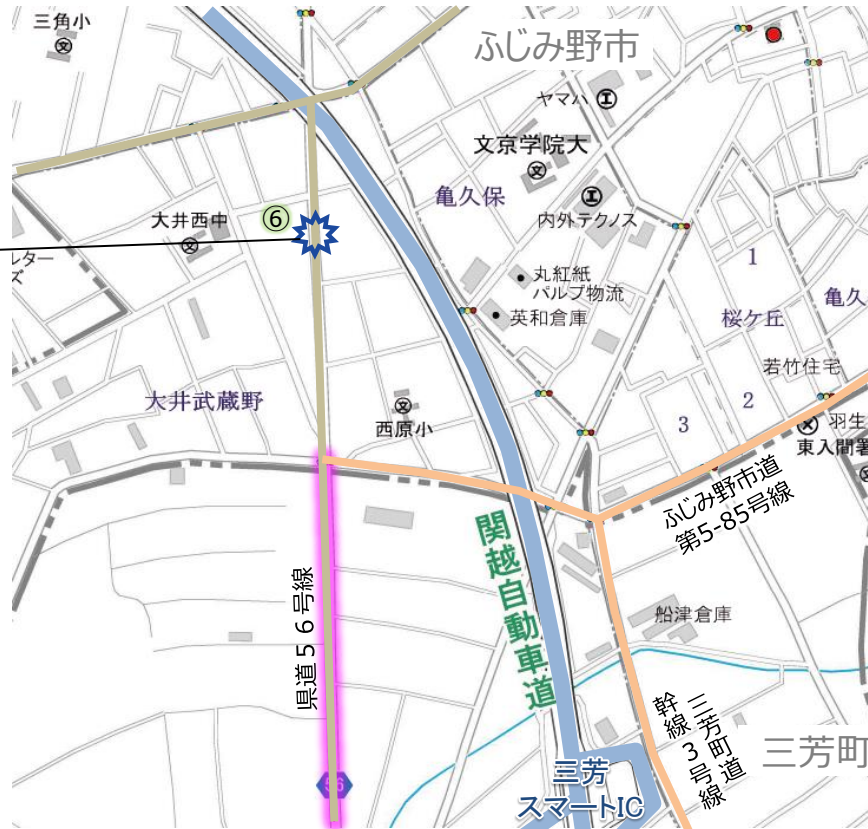 三角小
ふじみ野市
ヤマハ
文京学院大
亀久保
内外テクノス
大井西中
⑥
レター
ズ
丸紅紙
パルプ物流
英和倉庫
1
桜ケ丘
亀久
若竹住宅
2
3
大井武蔵野
西原小
羽生
東入間署
ふじみ野市道
第5-85号線
関越自動車道
県道56号線
船津倉庫
三芳町道
幹線3号線
三芳町
56
三芳
スマートIC